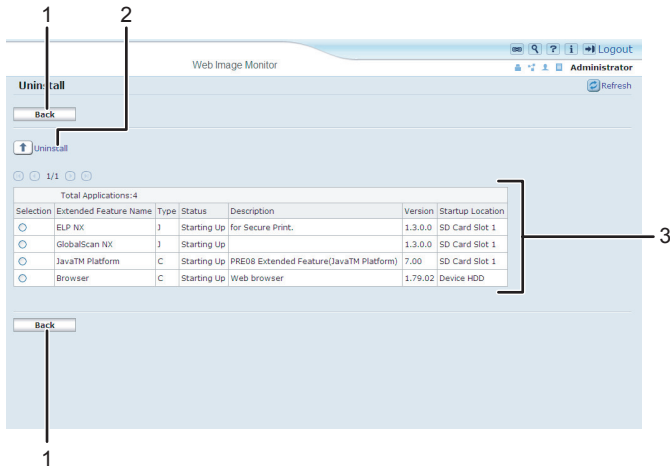 1 2
Logout
Web Image Monitor
Administrator
Uninstall
Refresh
Back
Uninstall
1/1
Total Applications:4
Selection Extended Feature Name Type Status Description Version Startup Location
ELP NX J Starting Up for Secure Print. 1.3.0.0 SD Card Slot 1
GlobalScan NX J Starting Up 1.3.0.0 SD Card Slot 1
JavaTM Platform C Starting Up PRE08 Extended Feature(JavaTM Platform) 7.00 SD Card Slot 1
Browser C Starting Up Web browser 1.79.02 Device HDD
3
Back
1